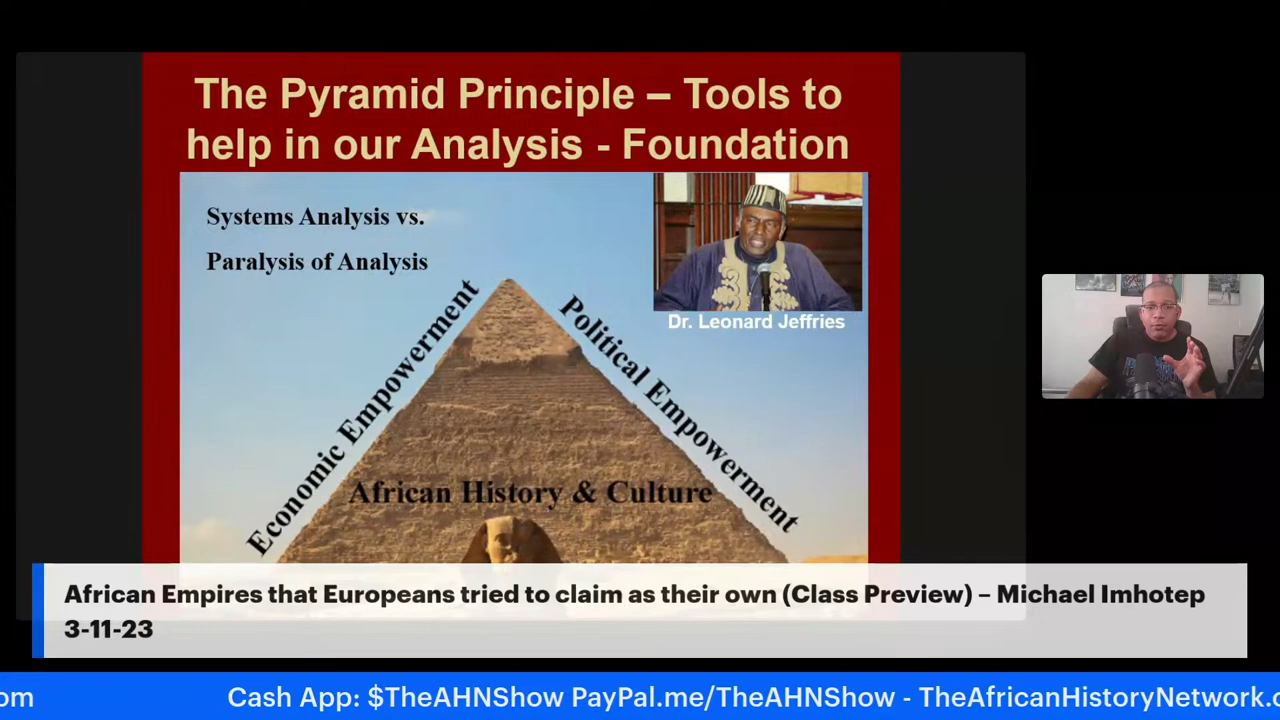 The Pyramid Principle – Tools to
help in our Analysis - Foundation
Systems Analysis vs.
Paralysis of Analysis
Dr. Leonard Jeffries
Economic Empowerment
Political Empowerment
African History & Culture
African Empires that Europeans tried to claim as their own (Class Preview) – Michael Imhotep
3-11-23
om Cash App: $TheAHNShow PayPal.me/TheAHNShow - TheAfricanHistoryNetwork.c